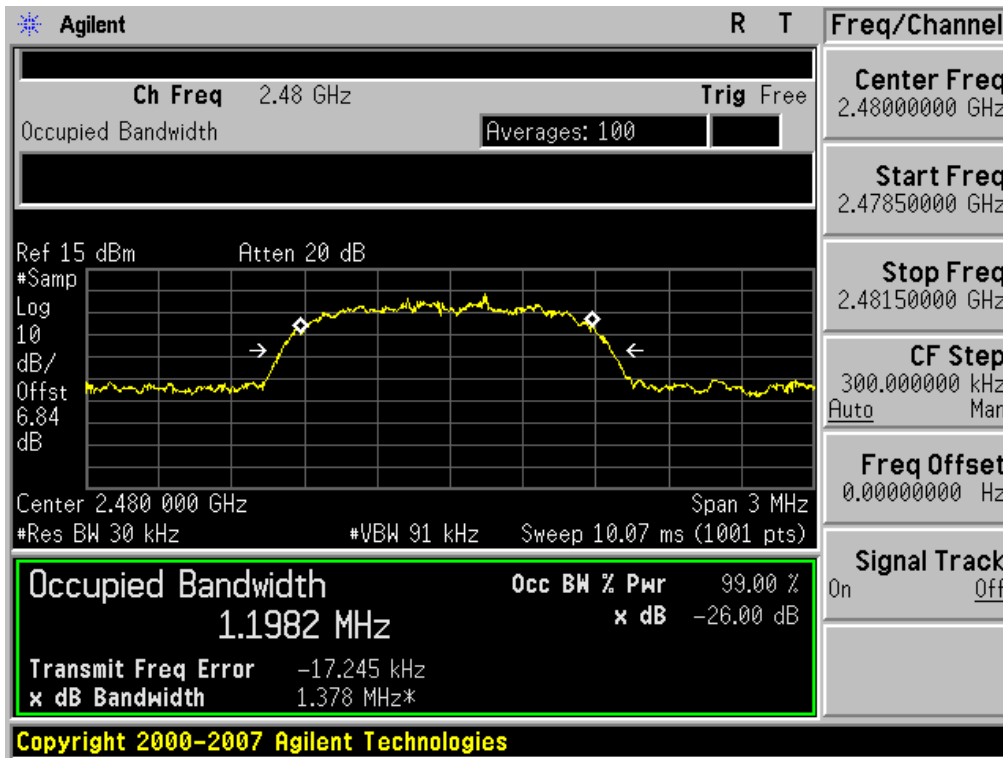 Agilent R T Freq/Channel
Ch Freq 2.48 GHz Trig Free
Occupied Bandwidth Averages: 100
Ref 15 dBm Atten 20 dB
#Samp
Log
10
dB/
Offst
6.84
dB
Center 2.480 000 GHz Span 3 MHz
#Res BW 30 kHz #VBW 91 kHz Sweep 10.07 ms (1001 pts)
Occupied Bandwidth Occ BW % Pwr 99.00 %
1.1982 MHz x dB -26.00 dB
Transmit Freq Error -17.245 kHz
x dB Bandwidth 1.378 MHz*
Copyright 2000-2007 Agilent Technologies
Center Freq
2.48000000 GHz
Start Freq
2.47850000 GHz
Stop Freq
2.48150000 GHz
CF Step
300.000000 kHz
Auto Man
Freq Offset
0.00000000 Hz
Signal Track
On Off